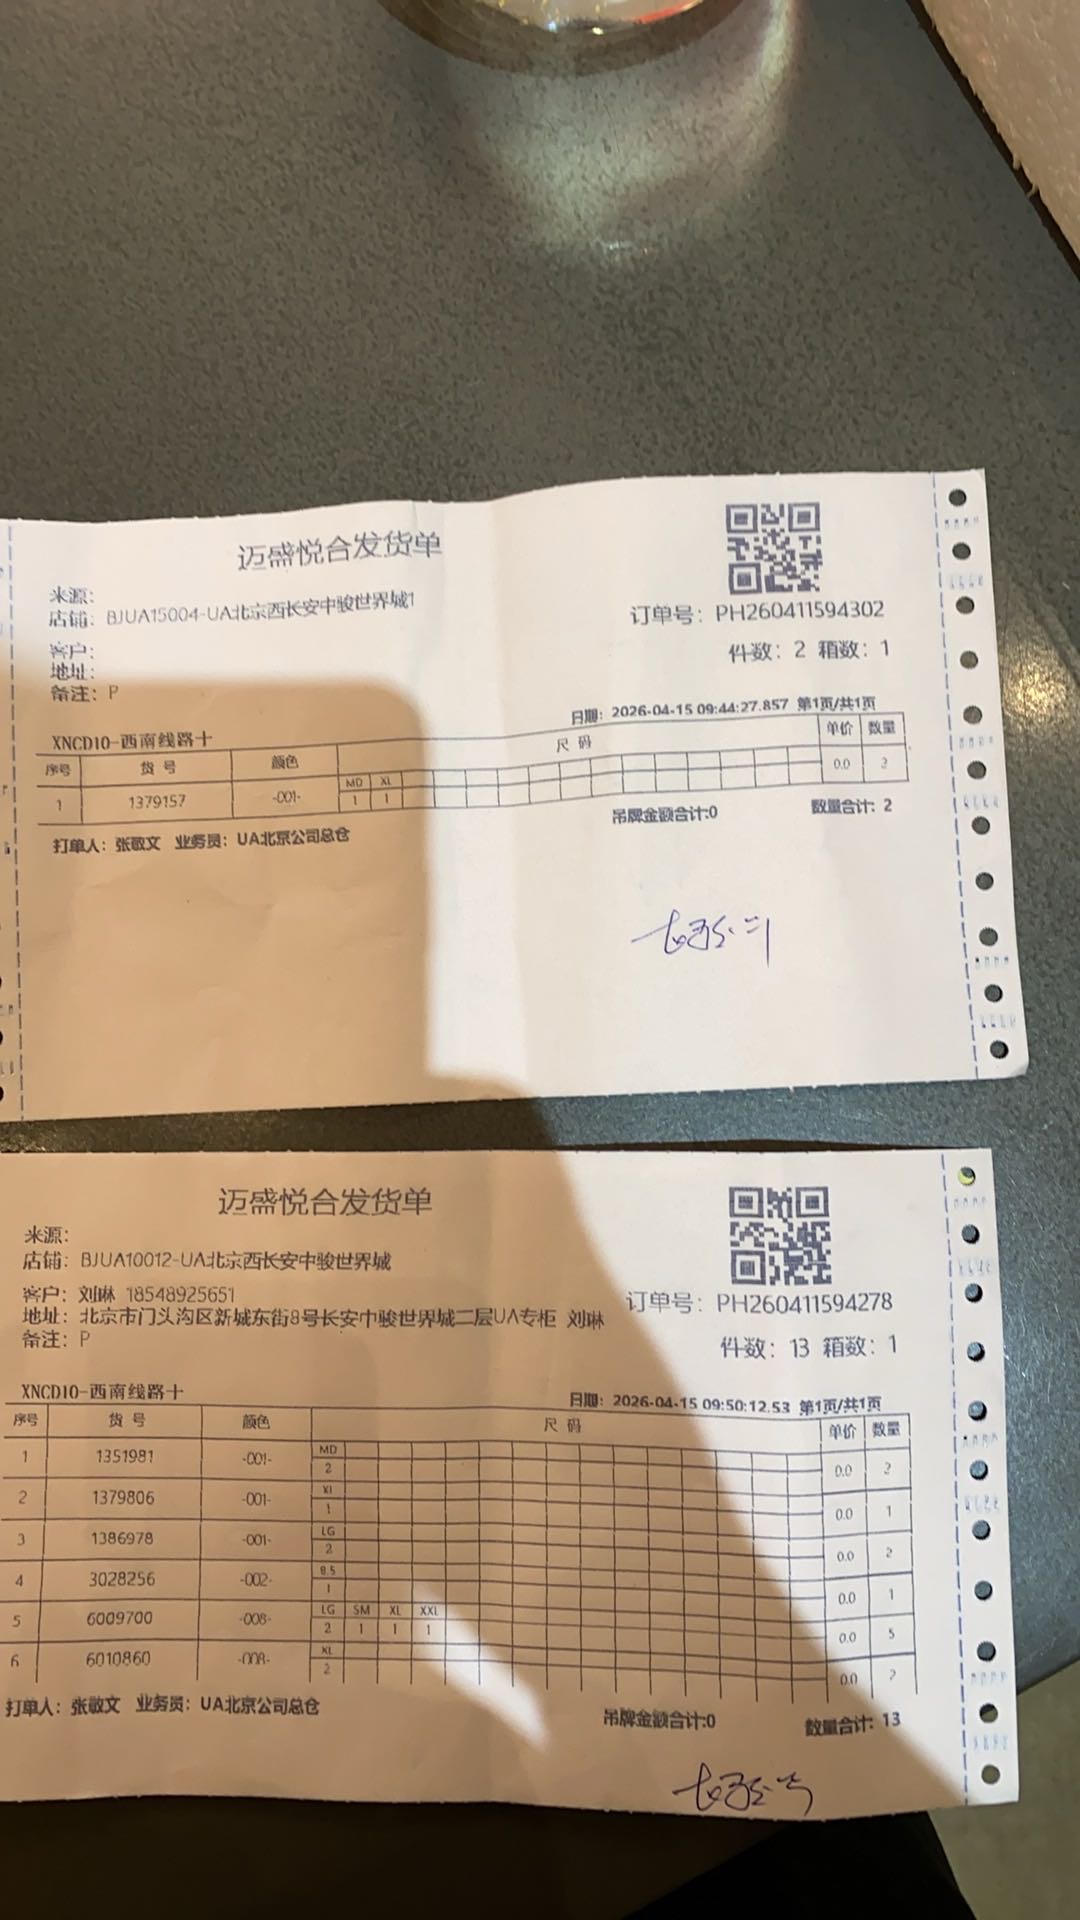 迈盛悦合发货单
来源：
店铺：BJUA15004-UA北京西长安中骏世界城1
订单号：PH260411594302
客户：
件数：2 箱数：1
地址：
备注：P
日期：2026-04-15 09:44:27.857 第1页/共1页
XNCD10-西南线路十
序号 货号 颜色 尺码 单价 数量
MD XL
1 1379157 -001- 1 1 0.0 2
吊牌金额合计:0 数量合计: 2
打单人：张敬文 业务员：UA北京公司总仓
迈盛悦合发货单
来源：
店铺：BJUA10012-UA北京西长安中骏世界城
客户：刘琳 18548925651
订单号：PH260411594278
地址：北京市门头沟区新城东街8号长安中骏世界城二层UA专柜 刘琳
备注：P
件数：13 箱数：1
XNCD10-西南线路十
日期：2026-04-15 09:50:12.53 第1页/共1页
序号 货号 颜色 尺码 单价 数量
MD
1 1351981 -001- 2 0.0 2
XL
2 1379806 -001- 1 0.0 1
LG
3 1386978 -001- 2 0.0 2
8.5
4 3028256 -002- 1 0.0 1
LG SM XL XXL
5 6009700 -008- 2 1 1 1 0.0 5
XL
6 6010860 -008- 2 0.0 2
打单人：张敬文 业务员：UA北京公司总仓
吊牌金额合计:0 数量合计: 13